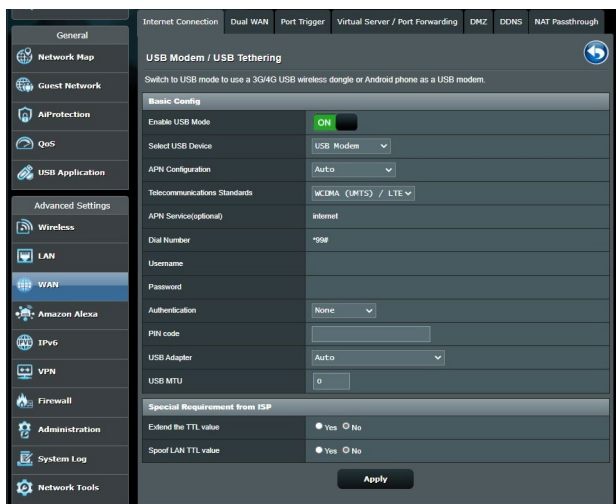 Internet Connection Dual WAN Port Trigger Virtual Server / Port Forwarding DMZ DDNS NAT Passthrough
General
Network Map
Guest Network
AiProtection
QoS
USB Application
Advanced Settings
Wireless
LAN
WAN
Amazon Alexa
IPv6
VPN
Firewall
Administration
System Log
Network Tools
USB Modem / USB Tethering
Switch to USB mode to use a 3G/4G USB wireless dongle or Android phone as a USB modem.
Basic Config
Enable USB Mode ON
Select USB Device USB Modem
APN Configuration Auto
Telecommunications Standards WCDMA (UMTS) / LTE
APN Service(optional) internet
Dial Number *99#
Username
Password
Authentication None
PIN code
USB Adapter Auto
USB MTU 0
Special Requirement from ISP
Extend the TTL value Yes No
Spoof LAN TTL value Yes No
Apply